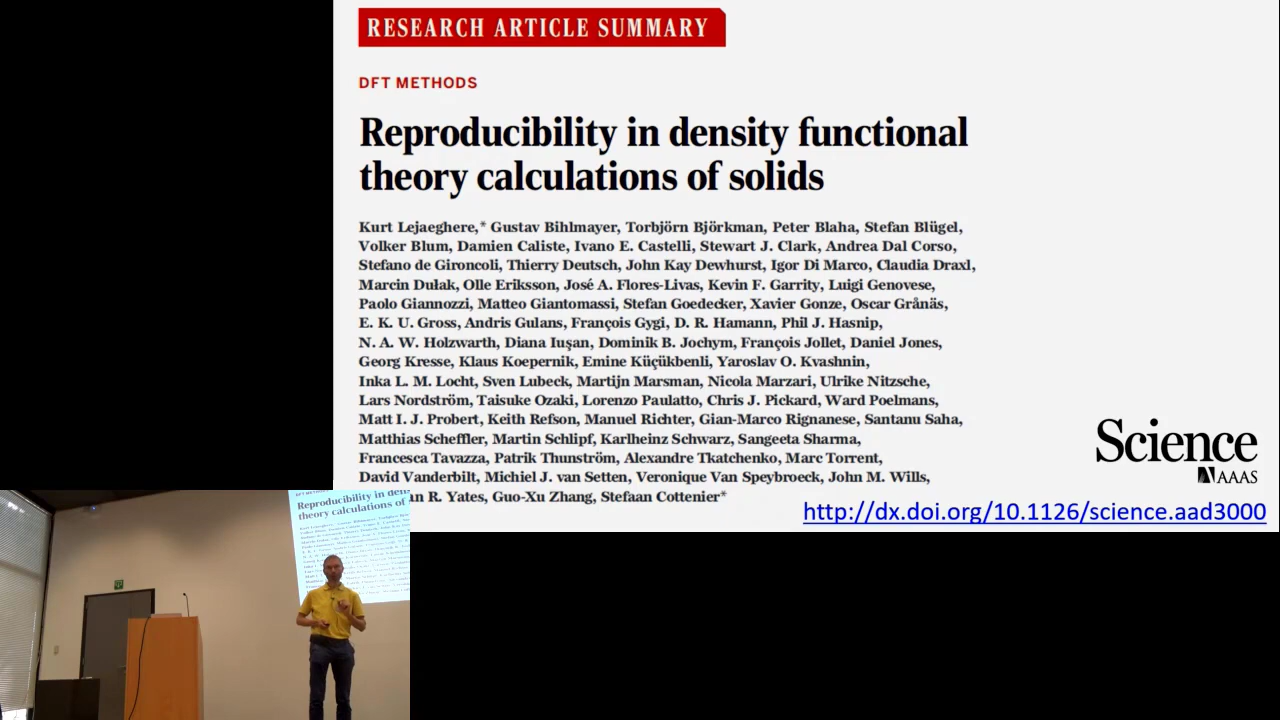 RESEARCH ARTICLE SUMMARY
DFT METHODS
Reproducibility in density functional
theory calculations of solids
Kurt Lejaeghere,* Gustav Bihlmayer, Torbjörn Björkman, Peter Blaha, Stefan Blügel,
Volker Blum, Damien Caliste, Ivano E. Castelli, Stewart J. Clark, Andrea Dal Corso,
Stefano de Gironcoli, Thierry Deutsch, John Kay Dewhurst, Igor Di Marco, Claudia Draxl,
Marcin Dułak, Olle Eriksson, José A. Flores-Livas, Kevin F. Garrity, Luigi Genovese,
Paolo Giannozzi, Matteo Giantomassi, Stefan Goedecker, Xavier Gonze, Oscar Grånäs,
E. K. U. Gross, Andris Gulans, François Gygi, D. R. Hamann, Phil J. Hasnip,
N. A. W. Holzwarth, Diana Iuşan, Dominik B. Jochym, François Jollet, Daniel Jones,
Georg Kresse, Klaus Koepernik, Emine Küçükbenli, Yaroslav O. Kvashnin,
Inka L. M. Locht, Sven Lubeck, Martijn Marsman, Nicola Marzari, Ulrike Nitzsche,
Lars Nordström, Taisuke Ozaki, Lorenzo Paulatto, Chris J. Pickard, Ward Poelmans,
Matt I. J. Probert, Keith Refson, Manuel Richter, Gian-Marco Rignanese, Santanu Saha,
Matthias Scheffler, Martin Schlipf, Karlheinz Schwarz, Sangeeta Sharma,
Francesca Tavazza, Patrik Thunström, Alexandre Tkatchenko, Marc Torrent,
David Vanderbilt, Michiel J. van Setten, Veronique Van Speybroeck, John M. Wills,
R. Yates, Guo-Xu Zhang, Stefaan Cottenier*
Science
AAAS
http://dx.doi.org/10.1126/science.aad3000
Reproducibility in den
theory calculations of